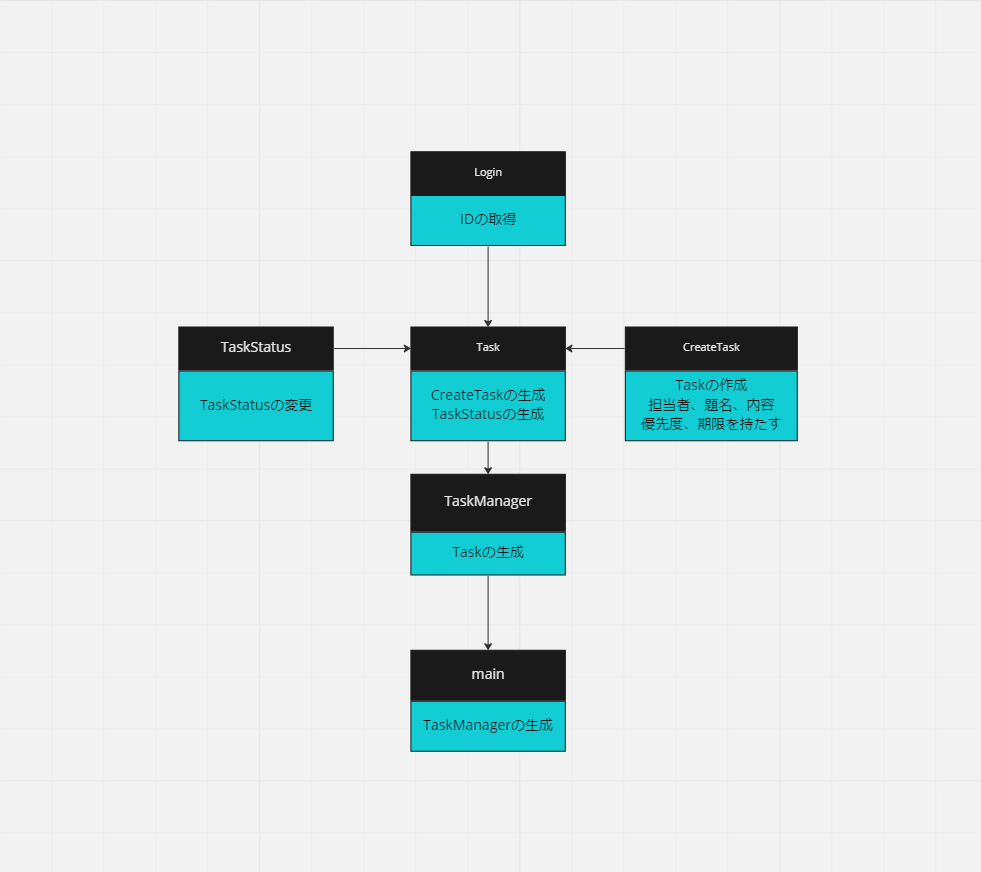 Login
IDの取得
TaskStatus
TaskStatusの変更
Task
CreateTaskの生成
TaskStatusの生成
CreateTask
Taskの作成
担当者、題名、内容
優先度、期限を持たす
TaskManager
Taskの生成
main
TaskManagerの生成